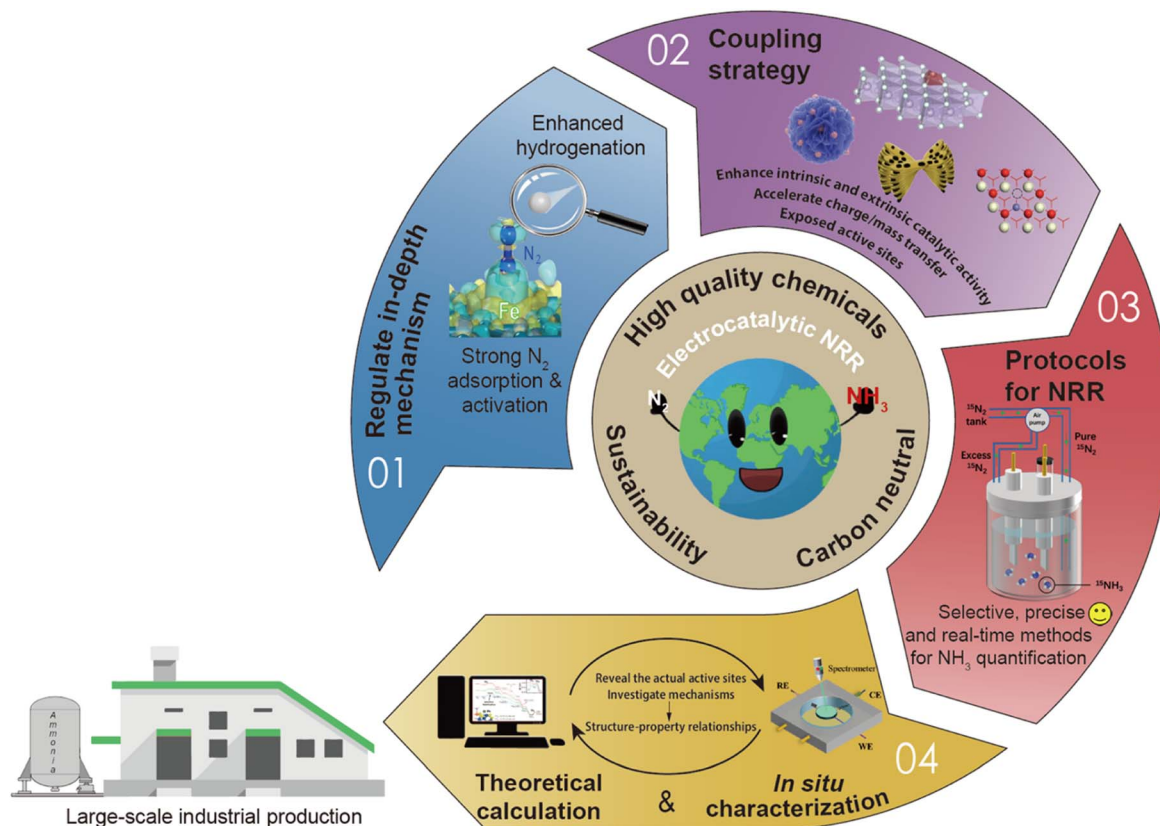 01
Regulate in-depth
mechanism
Enhanced
hydrogenation
N₂
Fe
Strong N₂
adsorption &
activation
02
Coupling
strategy
Enhance intrinsic and extrinsic catalytic activity
Accelerate charge/mass transfer
Exposed active sites
03
Protocols
for NRR
¹⁵N₂
tank
Air
pump
Pure
¹⁵N₂
Excess
¹⁵N₂
¹⁵NH₃
Selective, precise
and real-time methods
for NH₃ quantification
High quality chemicals
Electrocatalytic NRR
N₂
NH₃
Sustainability
Carbon neutral
04
Reveal the actual active sites
Investigate mechanisms
Structure-property relationships
Spectrometer
RE
CE
WE
Theoretical
calculation
&
In situ
characterization
Ammonia
Large-scale industrial production